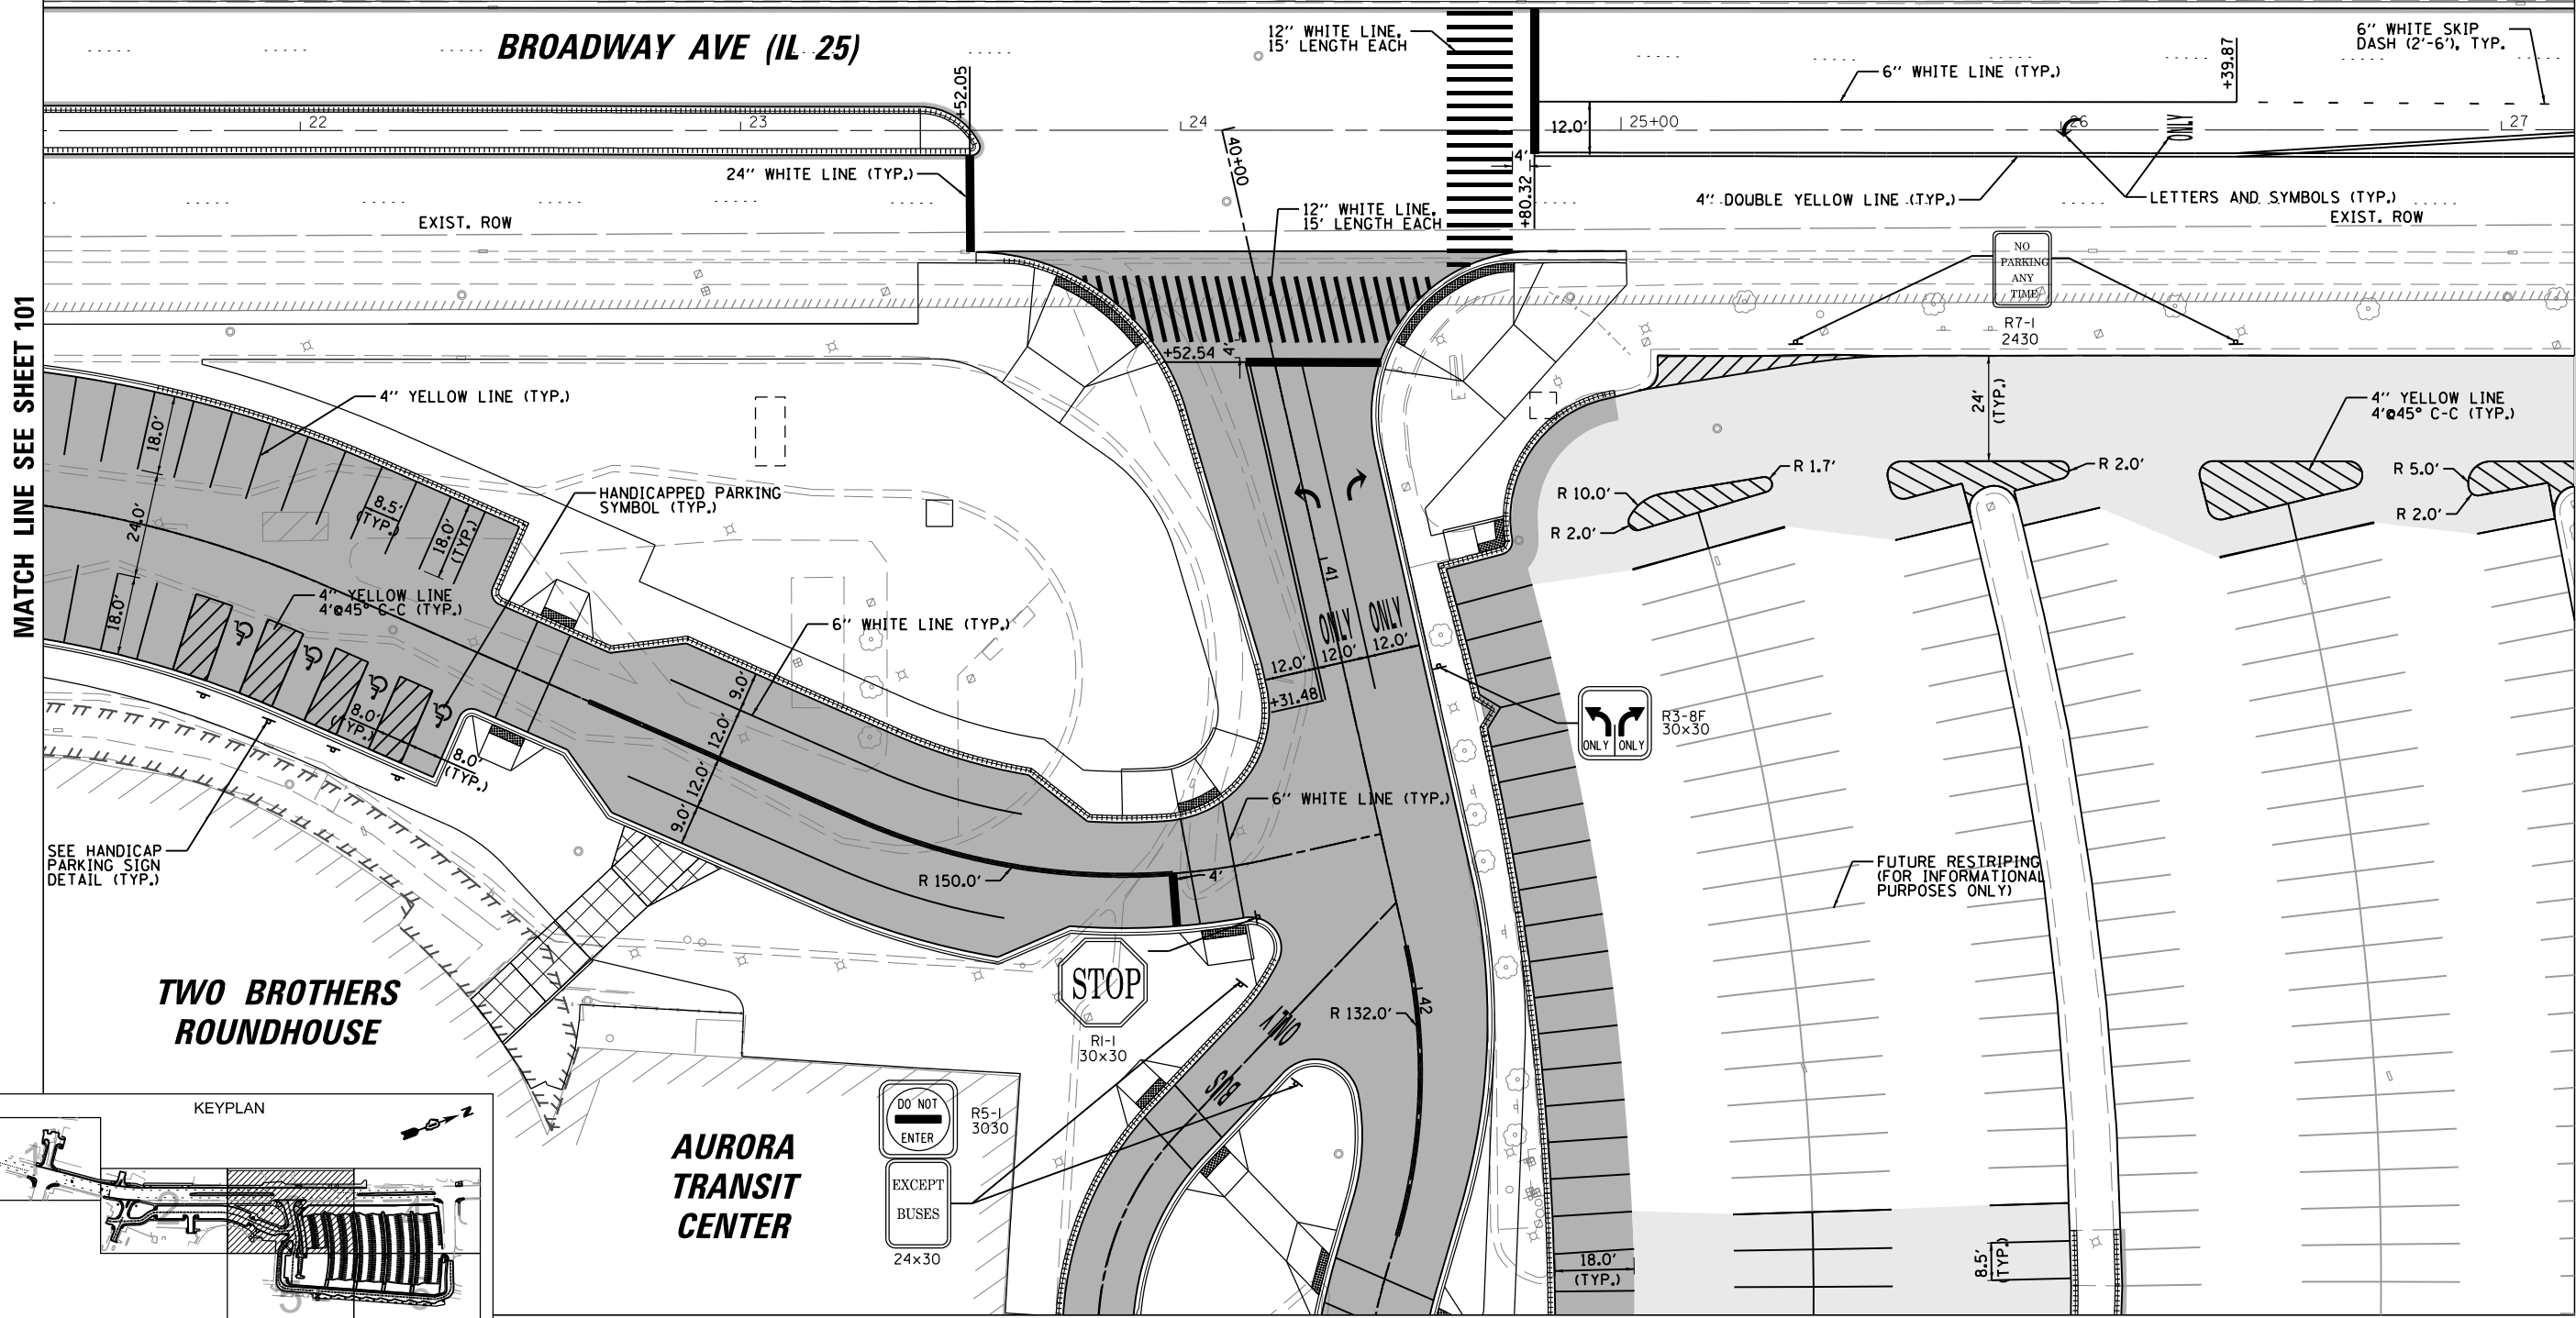 BROADWAY AVE (IL 25)
12" WHITE LINE,
15' LENGTH EACH
6" WHITE SKIP
DASH (2'-6'), TYP.
6" WHITE LINE (TYP.)
+39.87
+52.05
22
23
24
12.0'
25+00
26
ONLY
27
40+00
4'
+80.32
24" WHITE LINE (TYP.)
12" WHITE LINE,
15' LENGTH EACH
4" DOUBLE YELLOW LINE (TYP.)
LETTERS AND SYMBOLS (TYP.)
EXIST. ROW
EXIST. ROW
NO
PARKING
ANY
TIME
R7-1
2430
MATCH LINE SEE SHEET 101
+52.54
4'
4" YELLOW LINE (TYP.)
18.0'
24.0'
18.0'
8.5'
(TYP.)
18.0'
(TYP.)
HANDICAPPED PARKING
SYMBOL (TYP.)
4" YELLOW LINE
4'@45° C-C (TYP.)
24'
(TYP.)
4" YELLOW LINE
4'@45° C-C (TYP.)
R 1.7'
R 10.0'
R 2.0'
R 2.0'
R 5.0'
R 2.0'
6" WHITE LINE (TYP.)
41
ONLY
ONLY
12.0'
12.0'
12.0'
+31.48
9.0'
12.0'
12.0'
9.0'
8.0'
(TYP.)
8.0'
(TYP.)
ONLY
ONLY
R3-8F
30x30
6" WHITE LINE (TYP.)
SEE HANDICAP
PARKING SIGN
DETAIL (TYP.)
R 150.0'
4'
FUTURE RESTRIPING
(FOR INFORMATIONAL
PURPOSES ONLY)
TWO BROTHERS
ROUNDHOUSE
STOP
R1-1
30x30
ONLY
BUS
R 132.0'
42
DO NOT
ENTER
R5-1
3030
EXCEPT
BUSES
24x30
AURORA
TRANSIT
CENTER
18.0'
(TYP.)
8.5'
(TYP.)
KEYPLAN
N
1
2
4
5